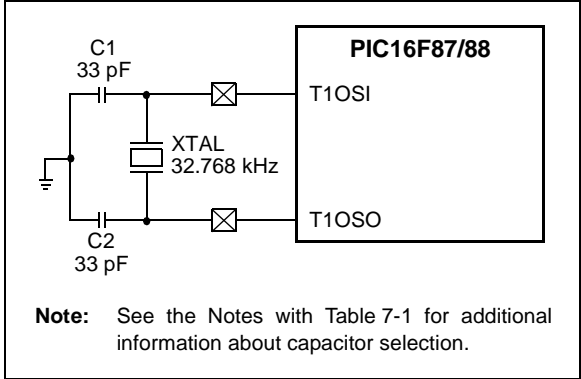 C1
33 pF
PIC16F87/88
T1OSI
XTAL
32.768 kHz
T1OSO
C2
33 pF
Note: See the Notes with Table 7-1 for additional
information about capacitor selection.